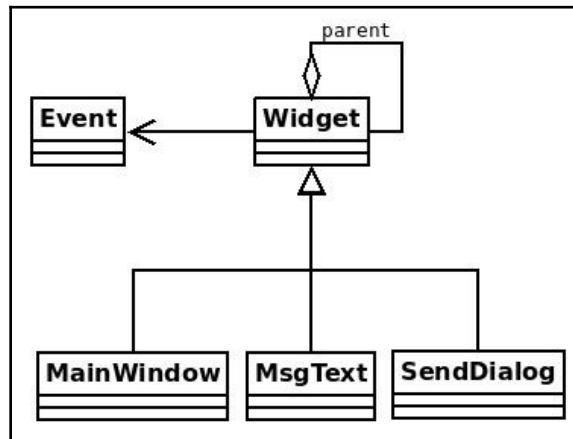 parent
Event
Widget
MainWindow
MsgText
SendDialog